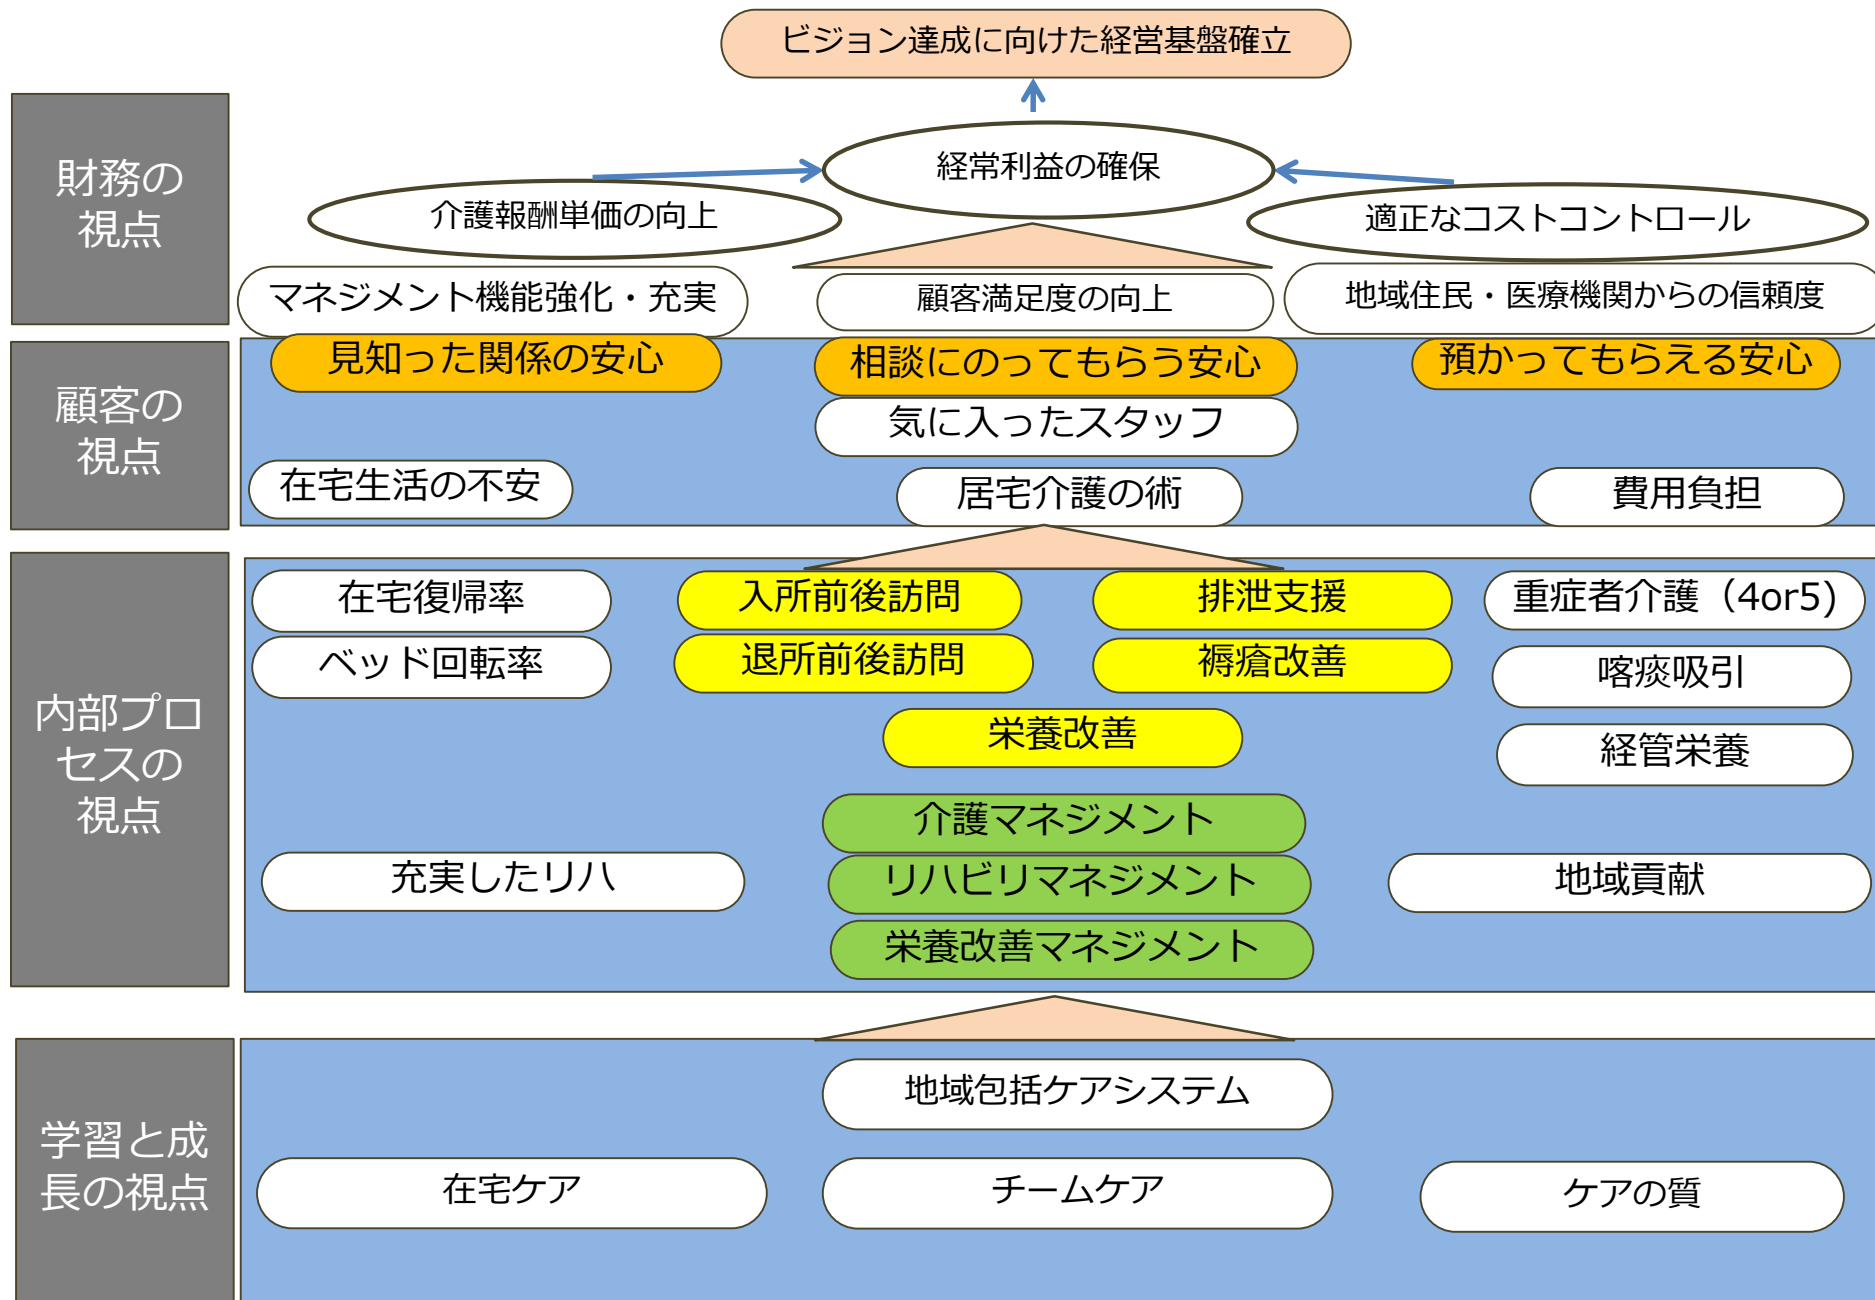 ビジョン達成に向けた経営基盤確立
財務の
視点
経常利益の確保
介護報酬単価の向上
適正なコストコントロール
マネジメント機能強化・充実
顧客満足度の向上
地域住民・医療機関からの信頼度
顧客の
視点
見知った関係の安心
相談にのってもらう安心
預かってもらえる安心
気に入ったスタッフ
在宅生活の不安
居宅介護の術
費用負担
内部プロ
セスの
視点
在宅復帰率
入所前後訪問
排泄支援
重症者介護（4or5)
ベッド回転率
退所前後訪問
褥瘡改善
喀痰吸引
栄養改善
経管栄養
介護マネジメント
充実したリハ
リハビリマネジメント
地域貢献
栄養改善マネジメント
学習と成
長の視点
地域包括ケアシステム
在宅ケア
チームケア
ケアの質